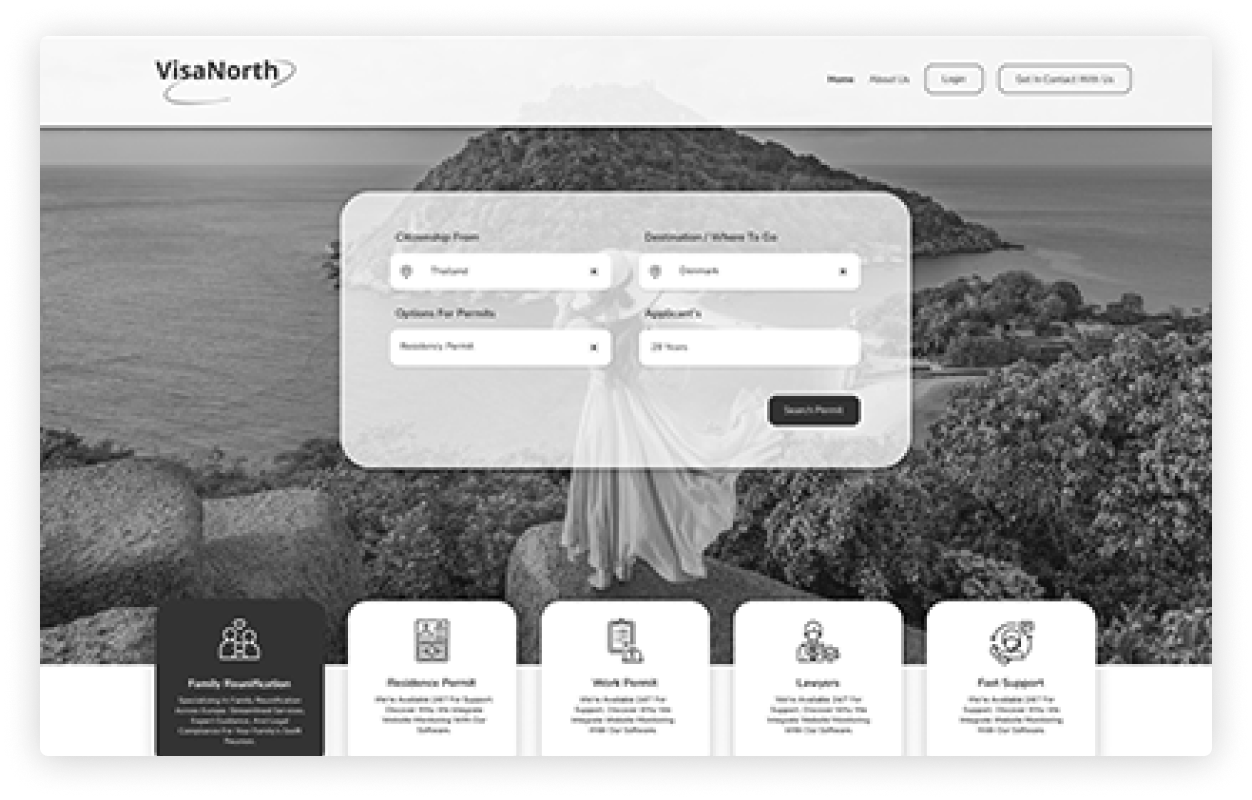 VisaNorth
Home About Us Login Get In Contact With Us
Citizenship From Destination / Where To Go
Thailand × Denmark ×
Options For Permits Applicant's
Residency Permit × 28 Years
Search Permit
Family Reunification
Specializing In Family Reunification
Across Europe. Streamlined Services,
Expert Guidance, And Legal
Compliance For Your Family's Swift
Reunion.
Residence Permit
We're Available 24/7 For Support.
Discover Why We Integrate
Website Monitoring With Our
Software.
Work Permit
We're Available 24/7 For
Support. Discover Why We
Integrate Website Monitoring
With Our Software.
Lawyers
We're Available 24/7 For
Support. Discover Why We
Integrate Website Monitoring
With Our Software.
Fast Support
We're Available 24/7 For
Support. Discover Why We
Integrate Website Monitoring
With Our Software.